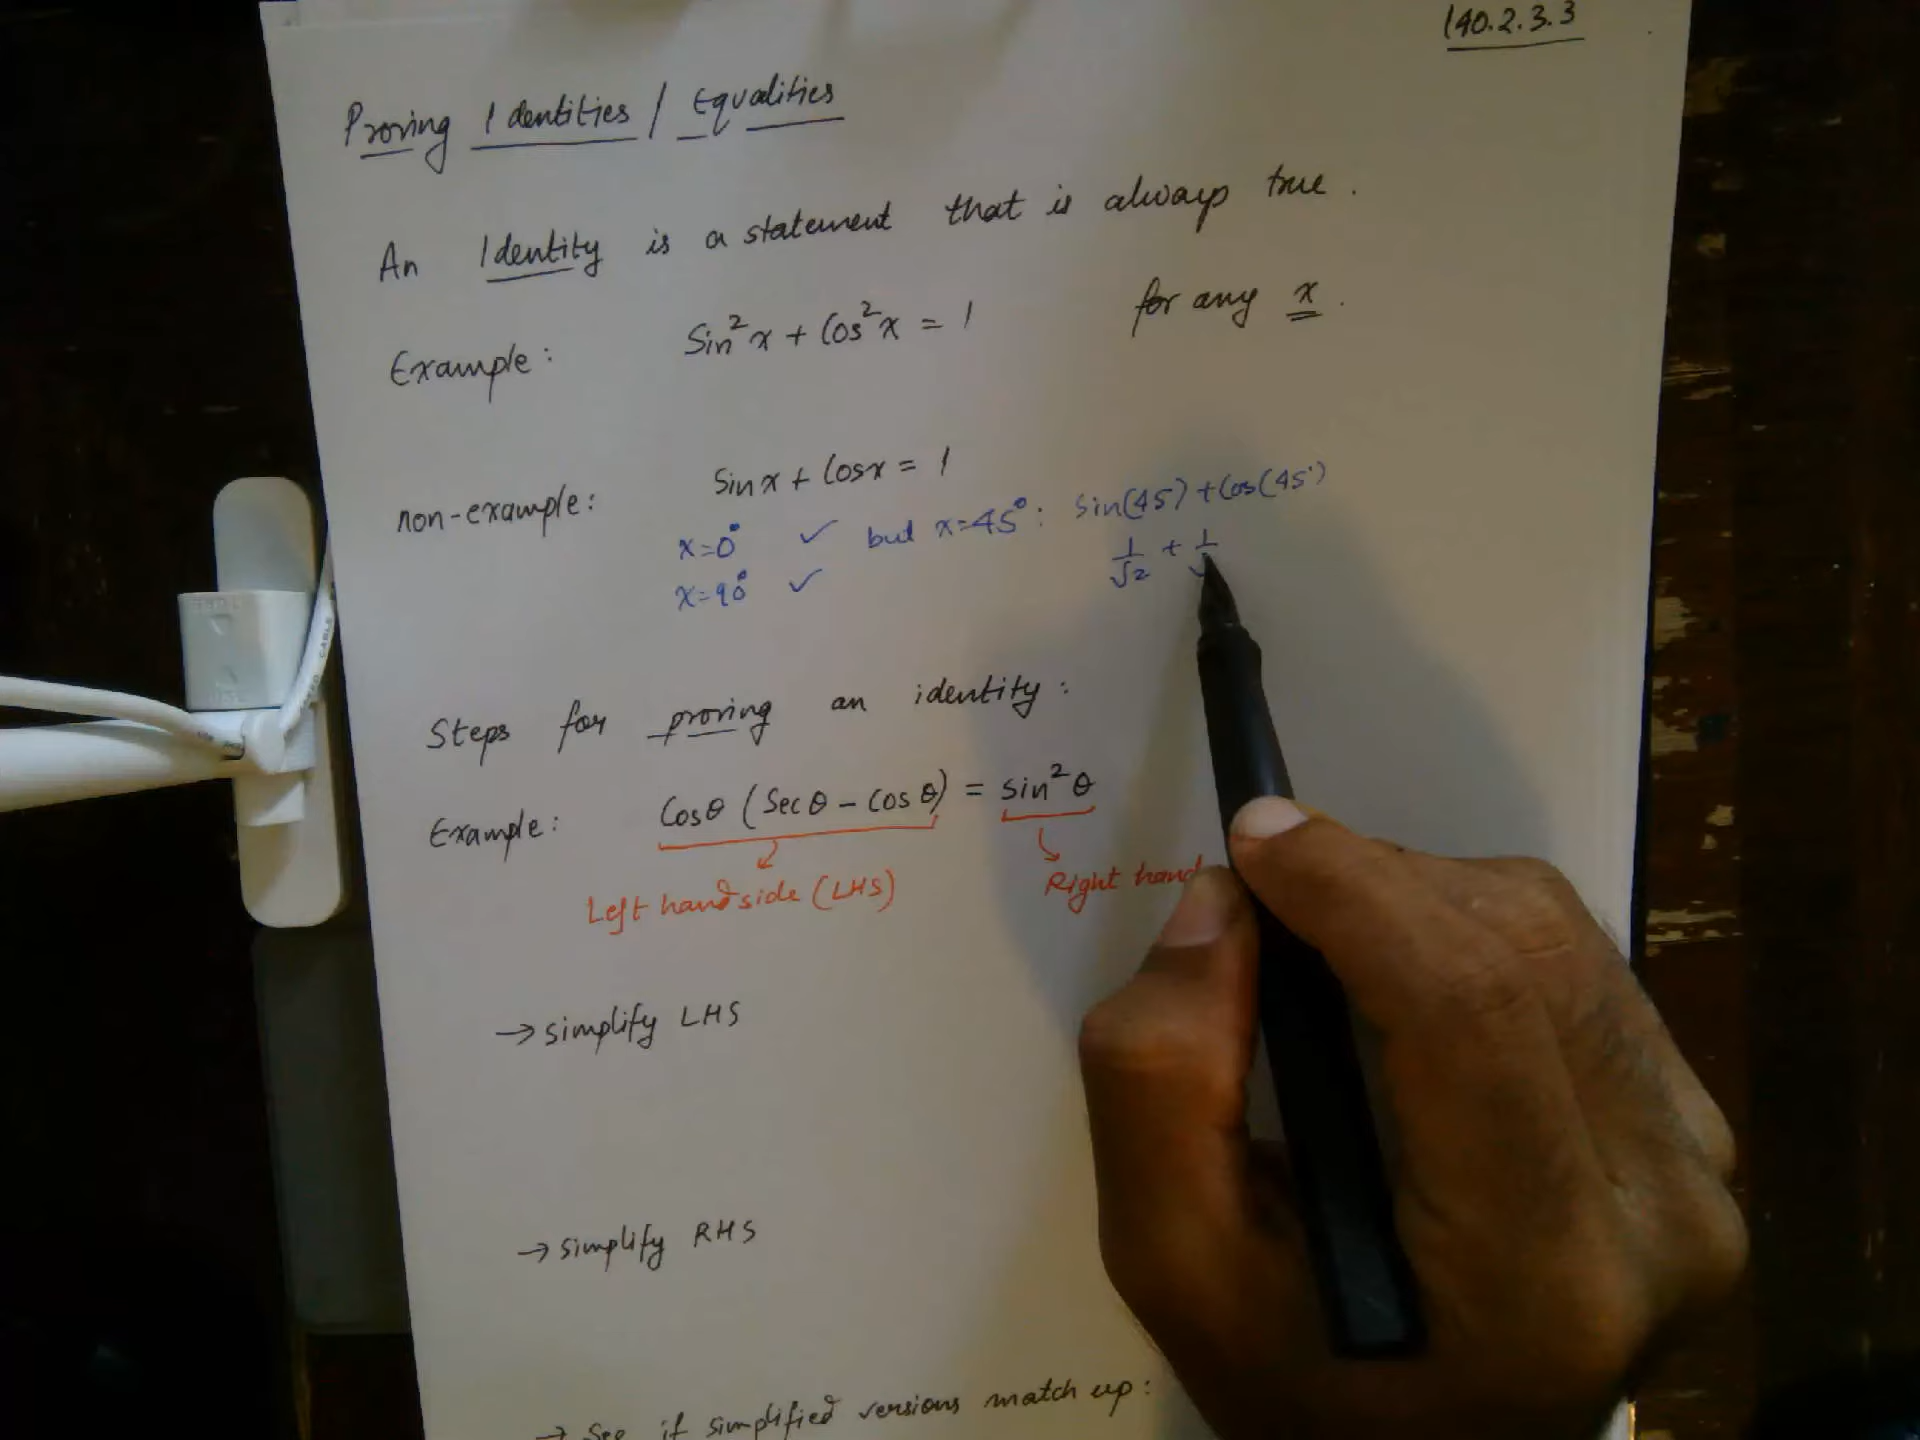 140.2.3.3
Proving Identities / Equalities
An Identity is a statement that is always true.
Example: Sin²x + Cos²x = 1 for any x.
non-example: Sinx + Cosx = 1
x=0° ✓ but x=45°: sin(45) + Cos(45°)
x=90° ✓ 1/√2 + 1/√
Steps for proving an identity:
Example: Cosθ (Secθ - Cosθ) = sin²θ
Left hand side (LHS) Right hand
→ simplify LHS
→ simplify RHS
→ See if simplified versions match up: